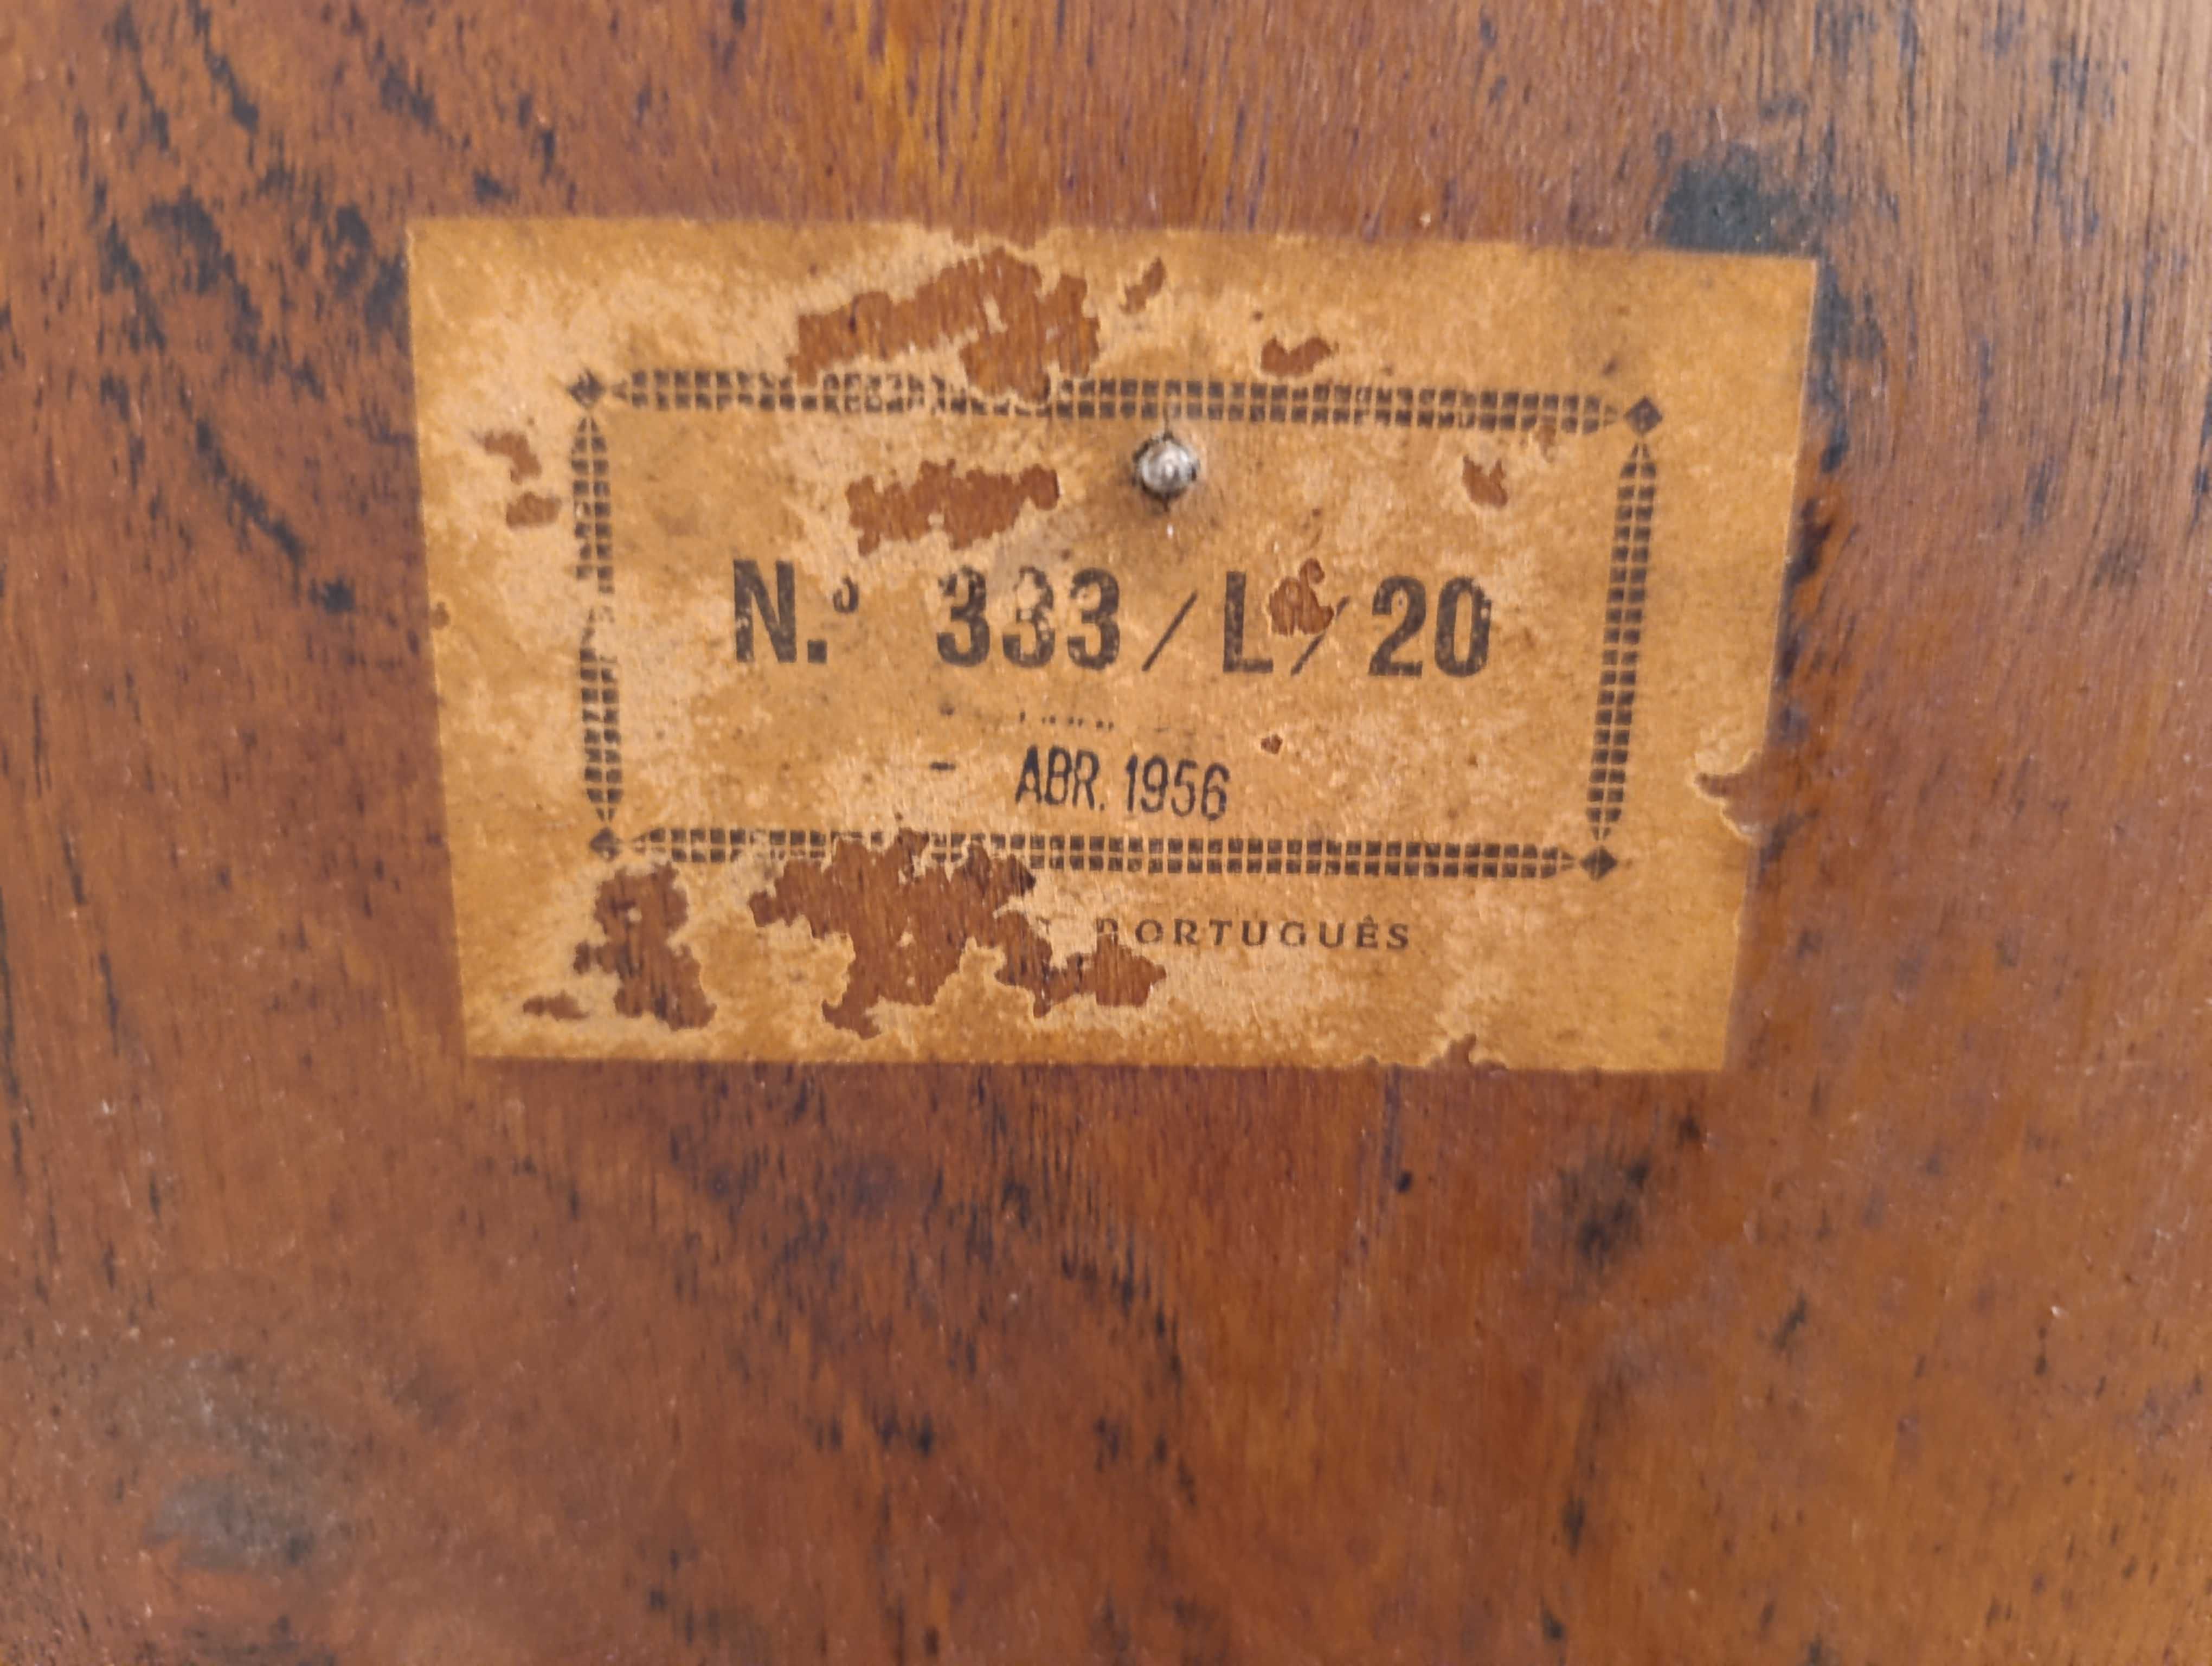 N.º 333/L/20
ABR. 1956
PORTUGUÊS